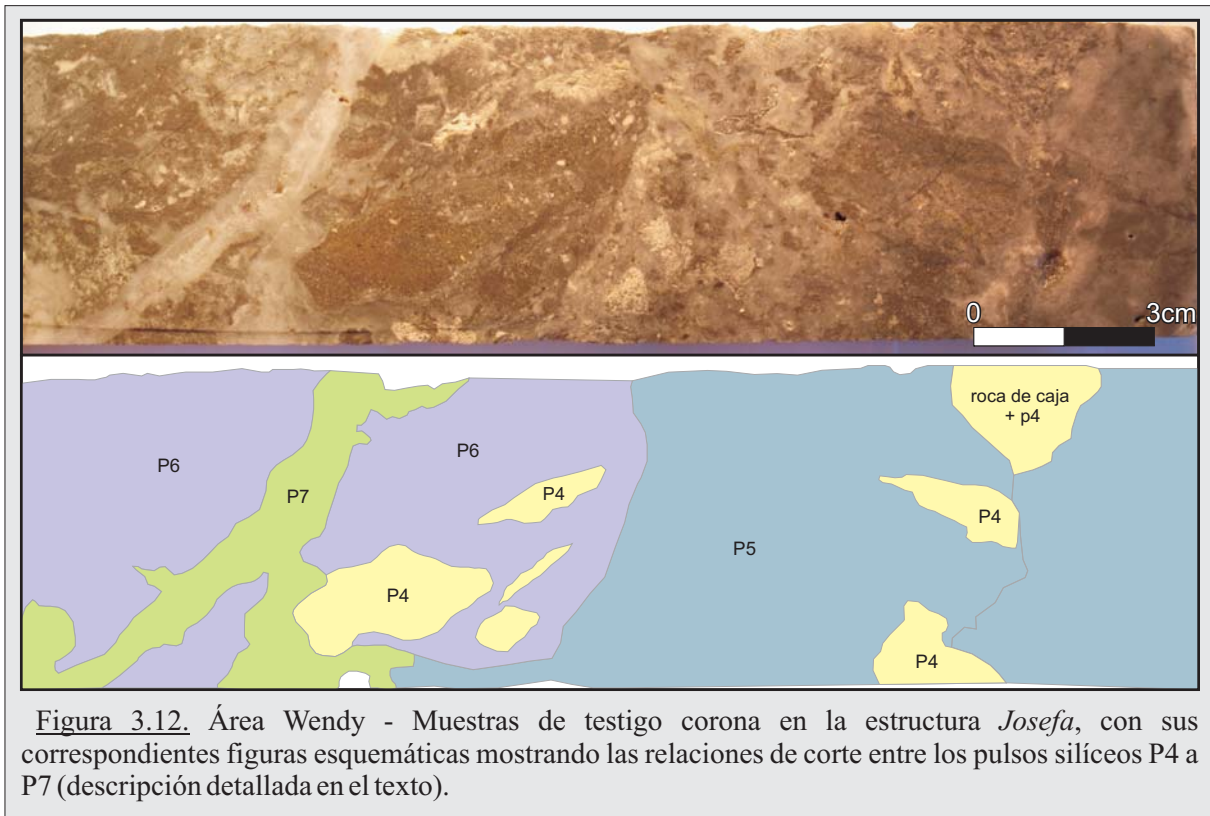 0 3cm
roca de caja
+ p4
P6
P6
P7
P4
P4
P5
P4
P4
Figura 3.12. Área Wendy - Muestras de testigo corona en la estructura Josefa, con sus
correspondientes figuras esquemáticas mostrando las relaciones de corte entre los pulsos silíceos P4 a
P7 (descripción detallada en el texto).